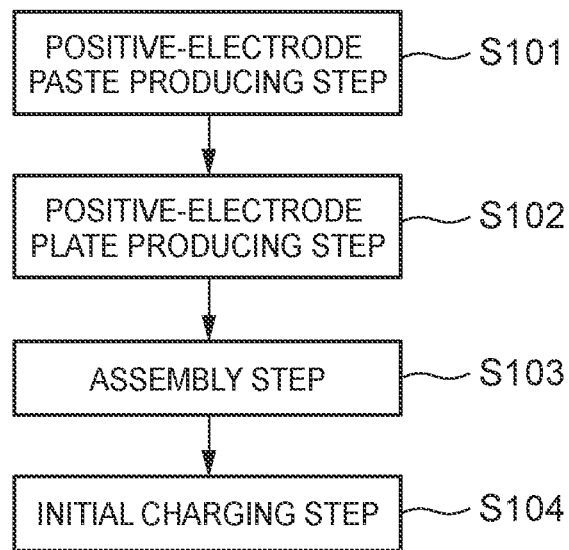 POSITIVE-ELECTRODE
PASTE PRODUCING STEP
S101
POSITIVE-ELECTRODE
PLATE PRODUCING STEP
S102
ASSEMBLY STEP
S103
INITIAL CHARGING STEP
S104